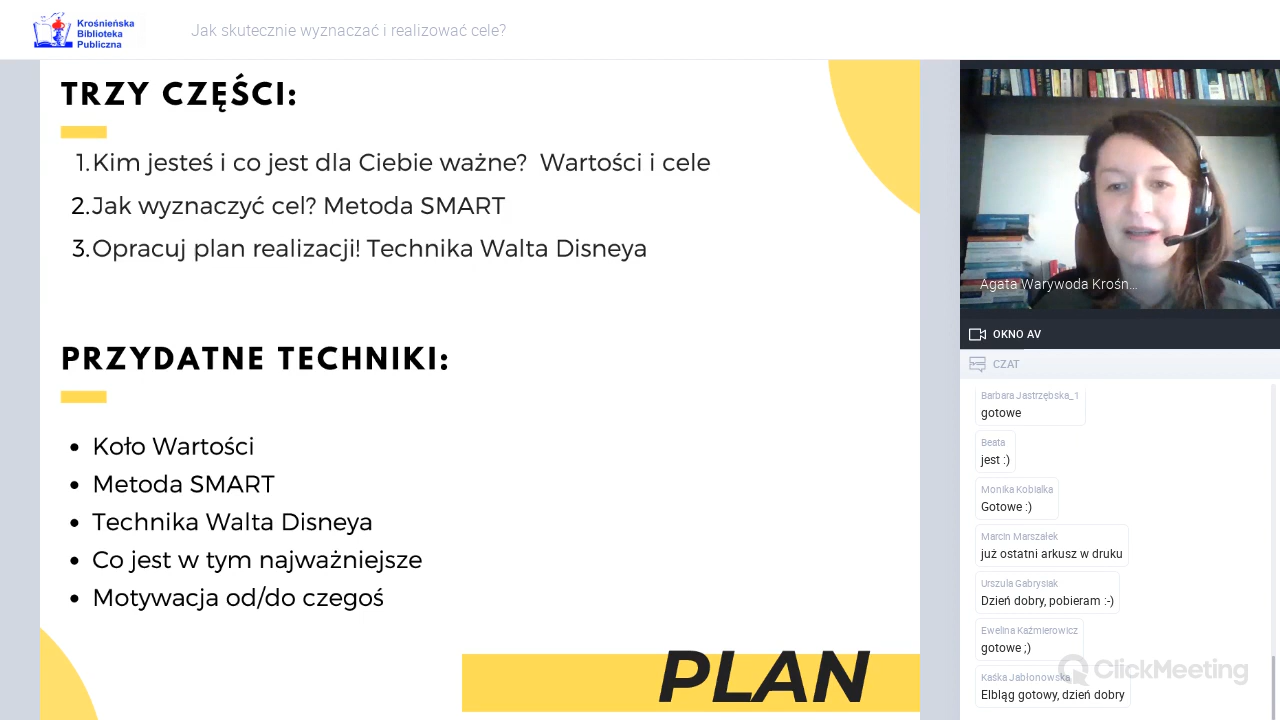 Krośnieńska
Biblioteka
Publiczna
Jak skutecznie wyznaczać i realizować cele?
TRZY CZĘŚCI:
1. Kim jesteś i co jest dla Ciebie ważne? Wartości i cele
2. Jak wyznaczyć cel? Metoda SMART
3. Opracuj plan realizacji! Technika Walta Disneya
PRZYDATNE TECHNIKI:
• Koło Wartości
• Metoda SMART
• Technika Walta Disneya
• Co jest w tym najważniejsze
• Motywacja od/do czegoś
PLAN
Agata Warywoda Krośn...
OKNO AV
CZAT
Barbara Jastrzębska_1
gotowe
Beata
jest :)
Monika Kobialka
Gotowe :)
Marcin Marszałek
już ostatni arkusz w druku
Urszula Gabrysiak
Dzień dobry, pobieram :-)
Ewelina Kaźmierowicz
gotowe ;)
Kaśka Jabłonowska
Elbląg gotowy, dzień dobry
ClickMeeting